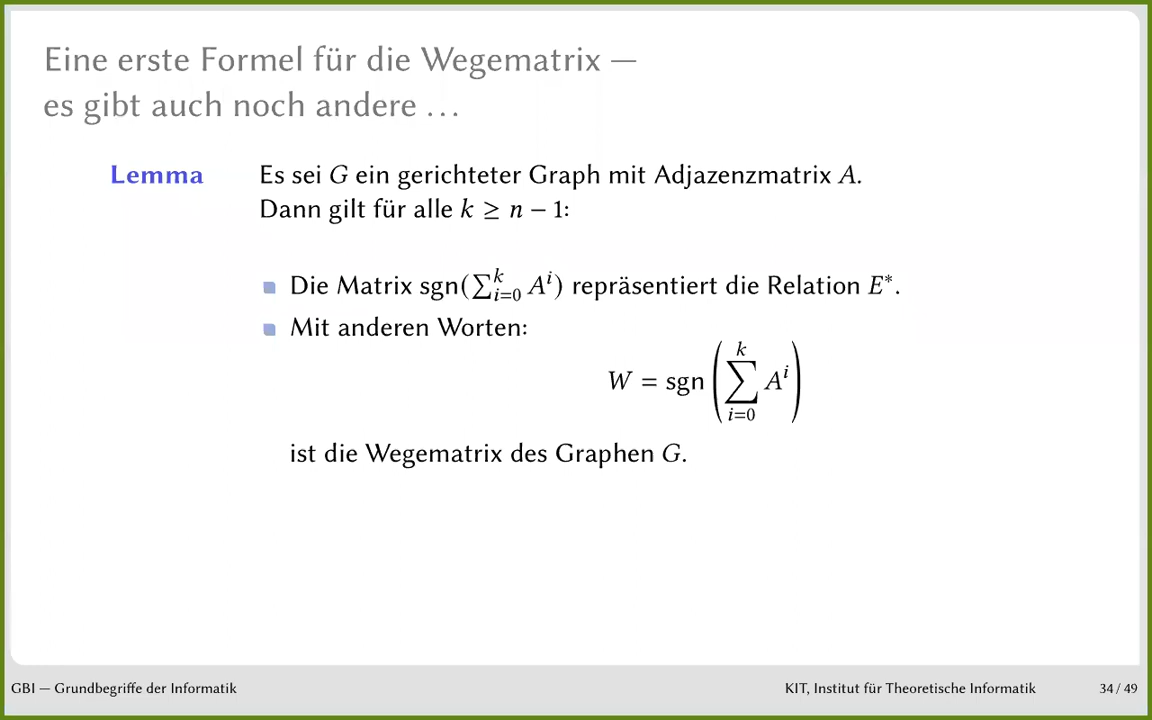 Eine erste Formel für die Wegematrix —
es gibt auch noch andere …
Lemma Es sei G ein gerichteter Graph mit Adjazenzmatrix A.
Dann gilt für alle k ≥ n − 1:
Die Matrix sgn(∑_{i=0}^{k} A^i) repräsentiert die Relation E*.
Mit anderen Worten:
W = sgn(∑_{i=0}^{k} A^i)
ist die Wegematrix des Graphen G.
GBI — Grundbegriffe der Informatik KIT, Institut für Theoretische Informatik 34 / 49